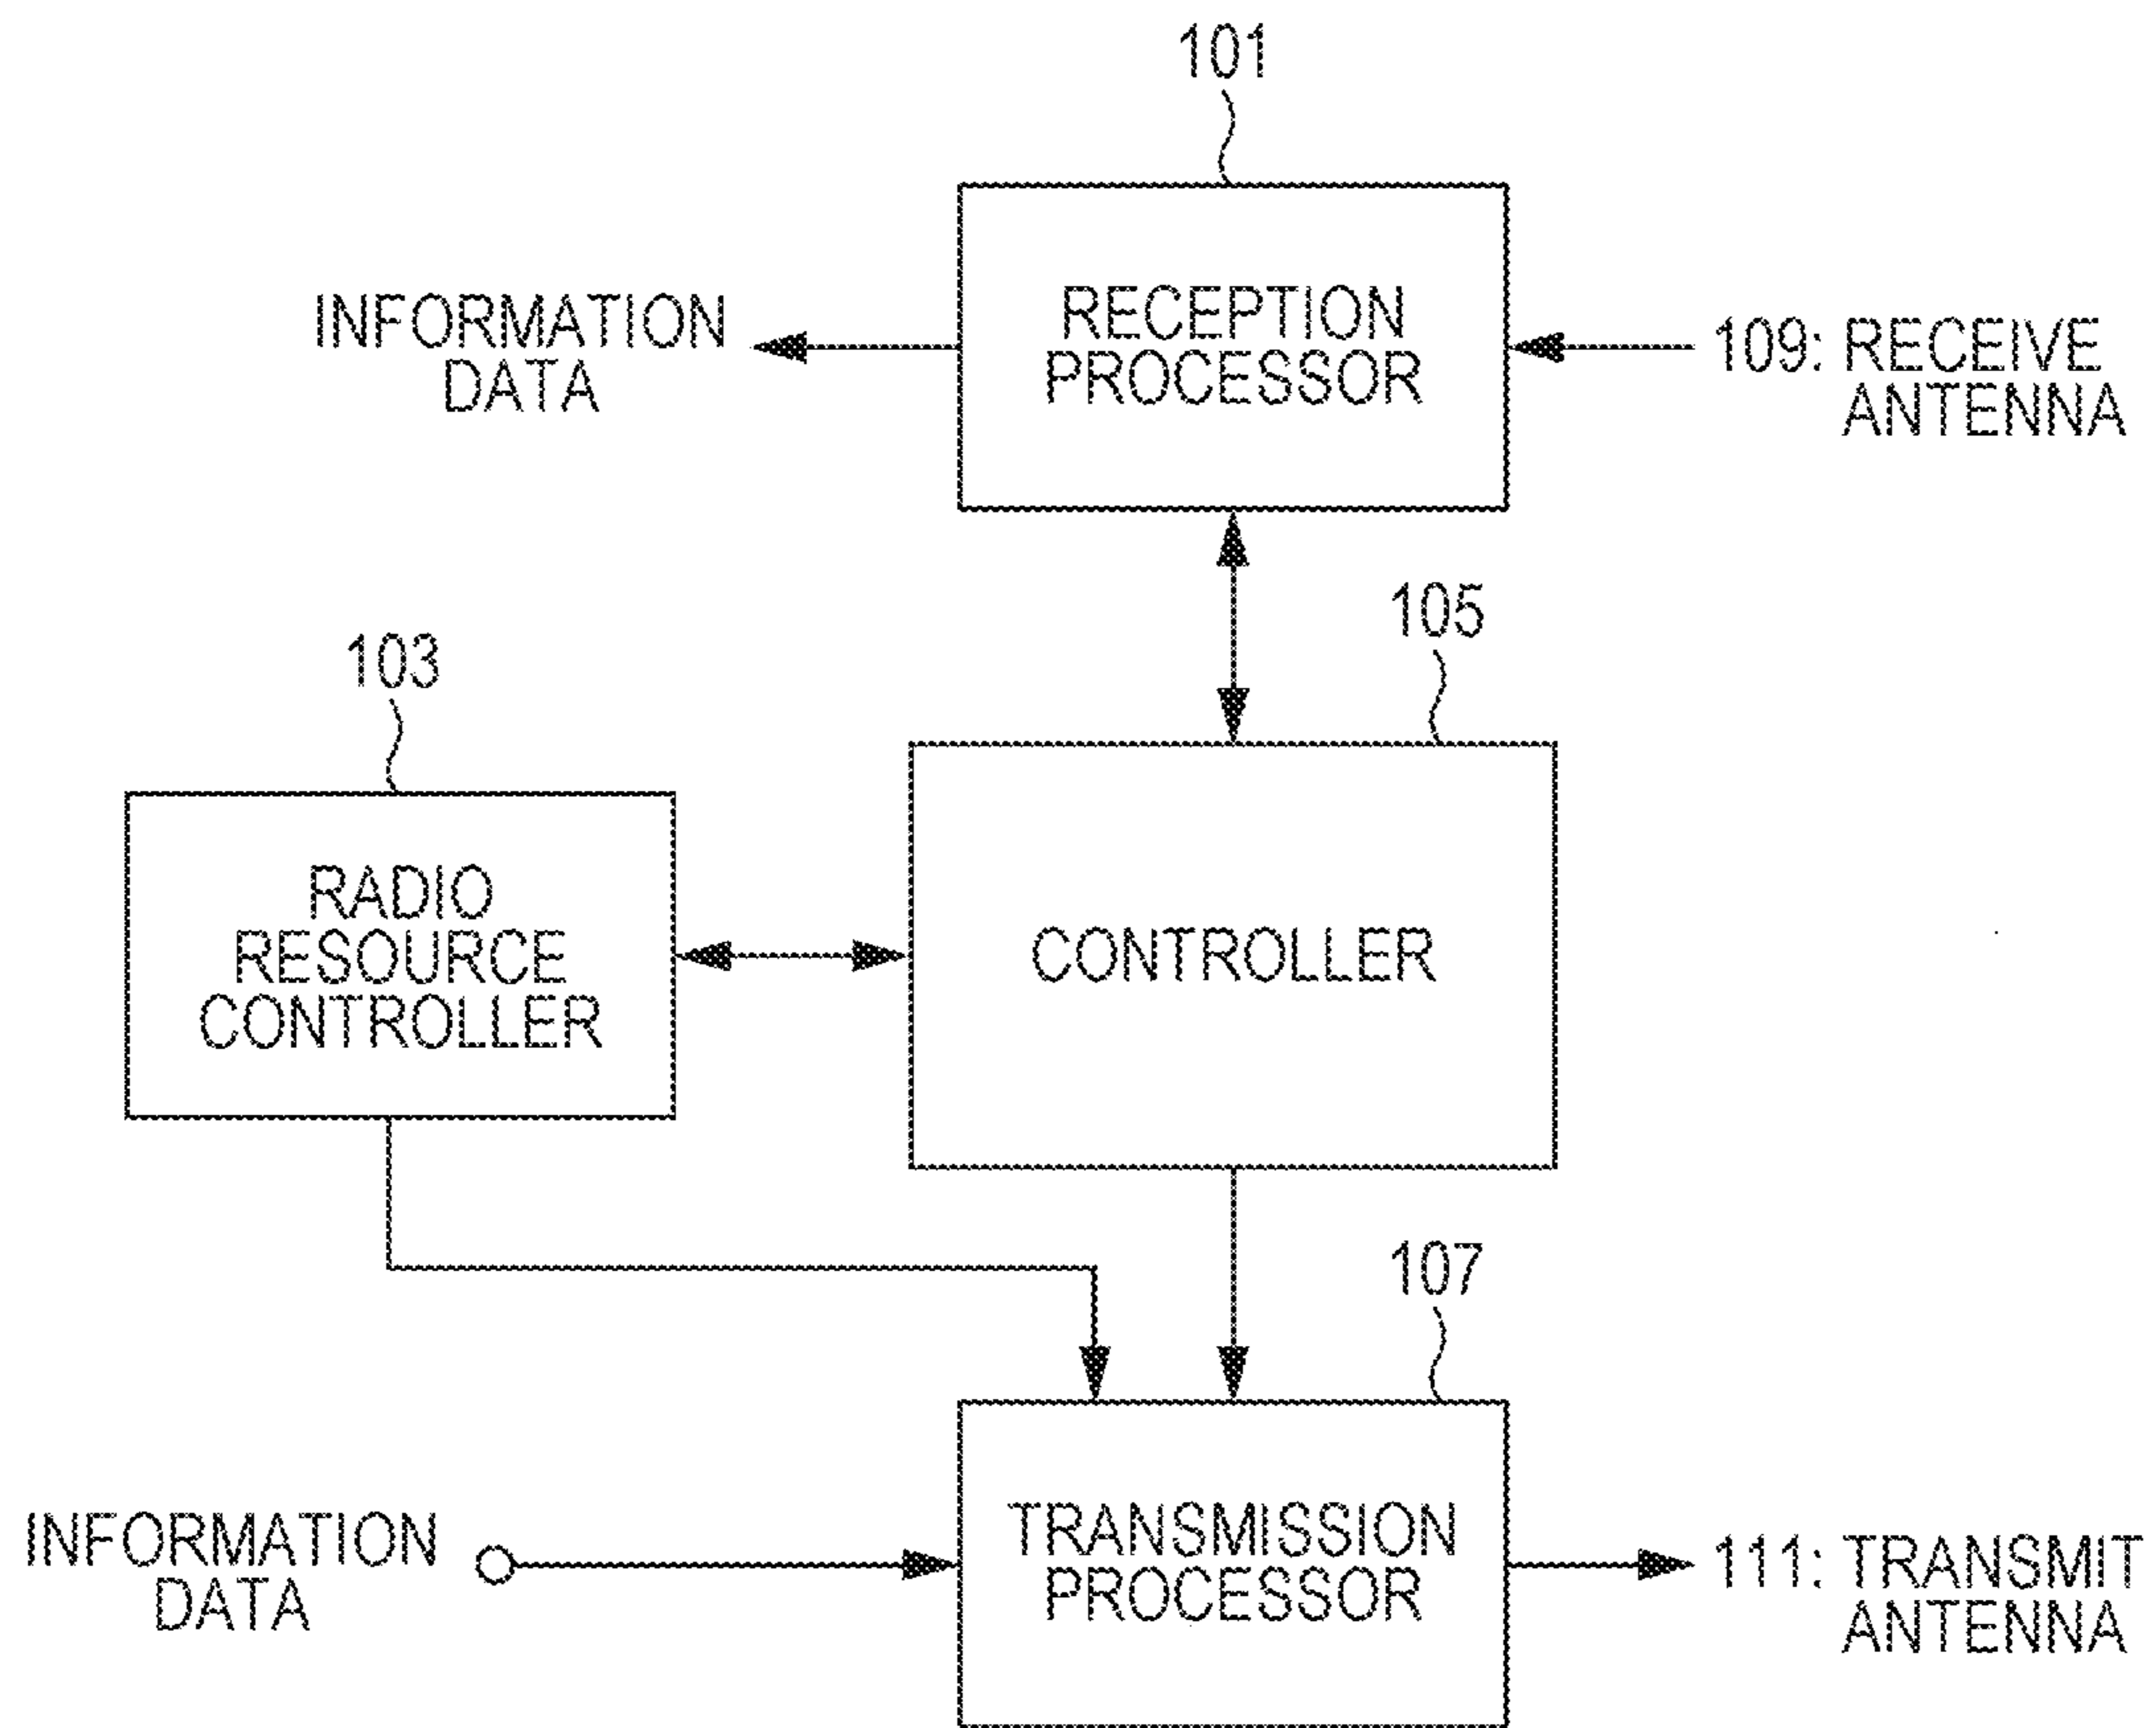 101
INFORMATION
DATA
RECEPTION
PROCESSOR
109: RECEIVE
ANTENNA
105
103
RADIO
RESOURCE
CONTROLLER
CONTROLLER
107
INFORMATION
DATA
TRANSMISSION
PROCESSOR
111: TRANSMIT
ANTENNA